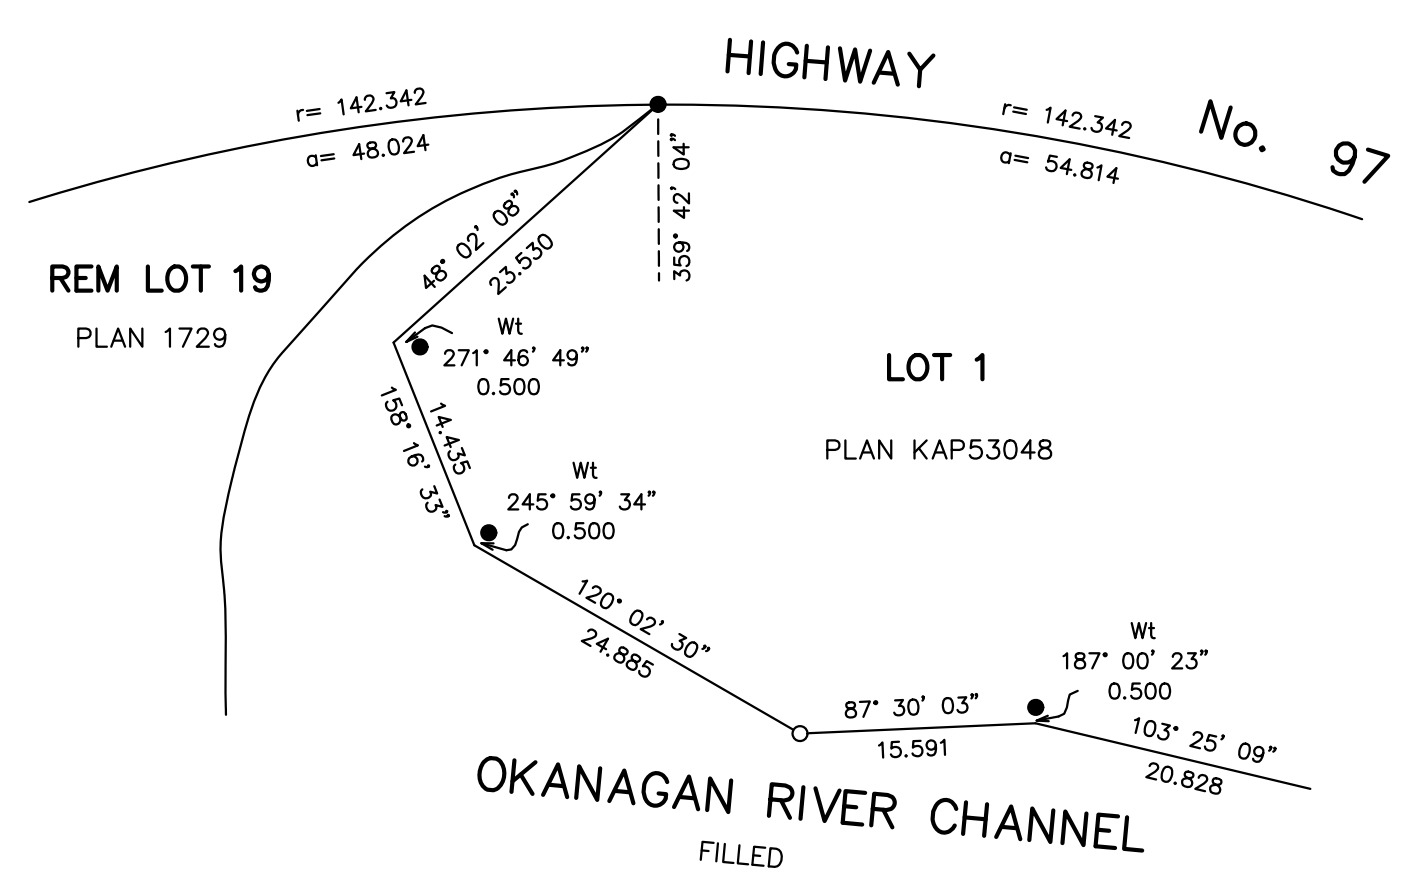 HIGHWAY
No. 97
r= 142.342
a= 48.024
r= 142.342
a= 54.814
359° 42' 04"
48° 02' 08"
23.530
REM LOT 19
PLAN 1729
Wt
271° 46' 49"
0.500
LOT 1
PLAN KAP53048
14.435
158° 16' 33"
Wt
245° 59' 34"
0.500
120° 02' 30"
24.885
Wt
187° 00' 23"
0.500
87° 30' 03"
15.591
103° 25' 09"
20.828
OKANAGAN RIVER CHANNEL
FILLED